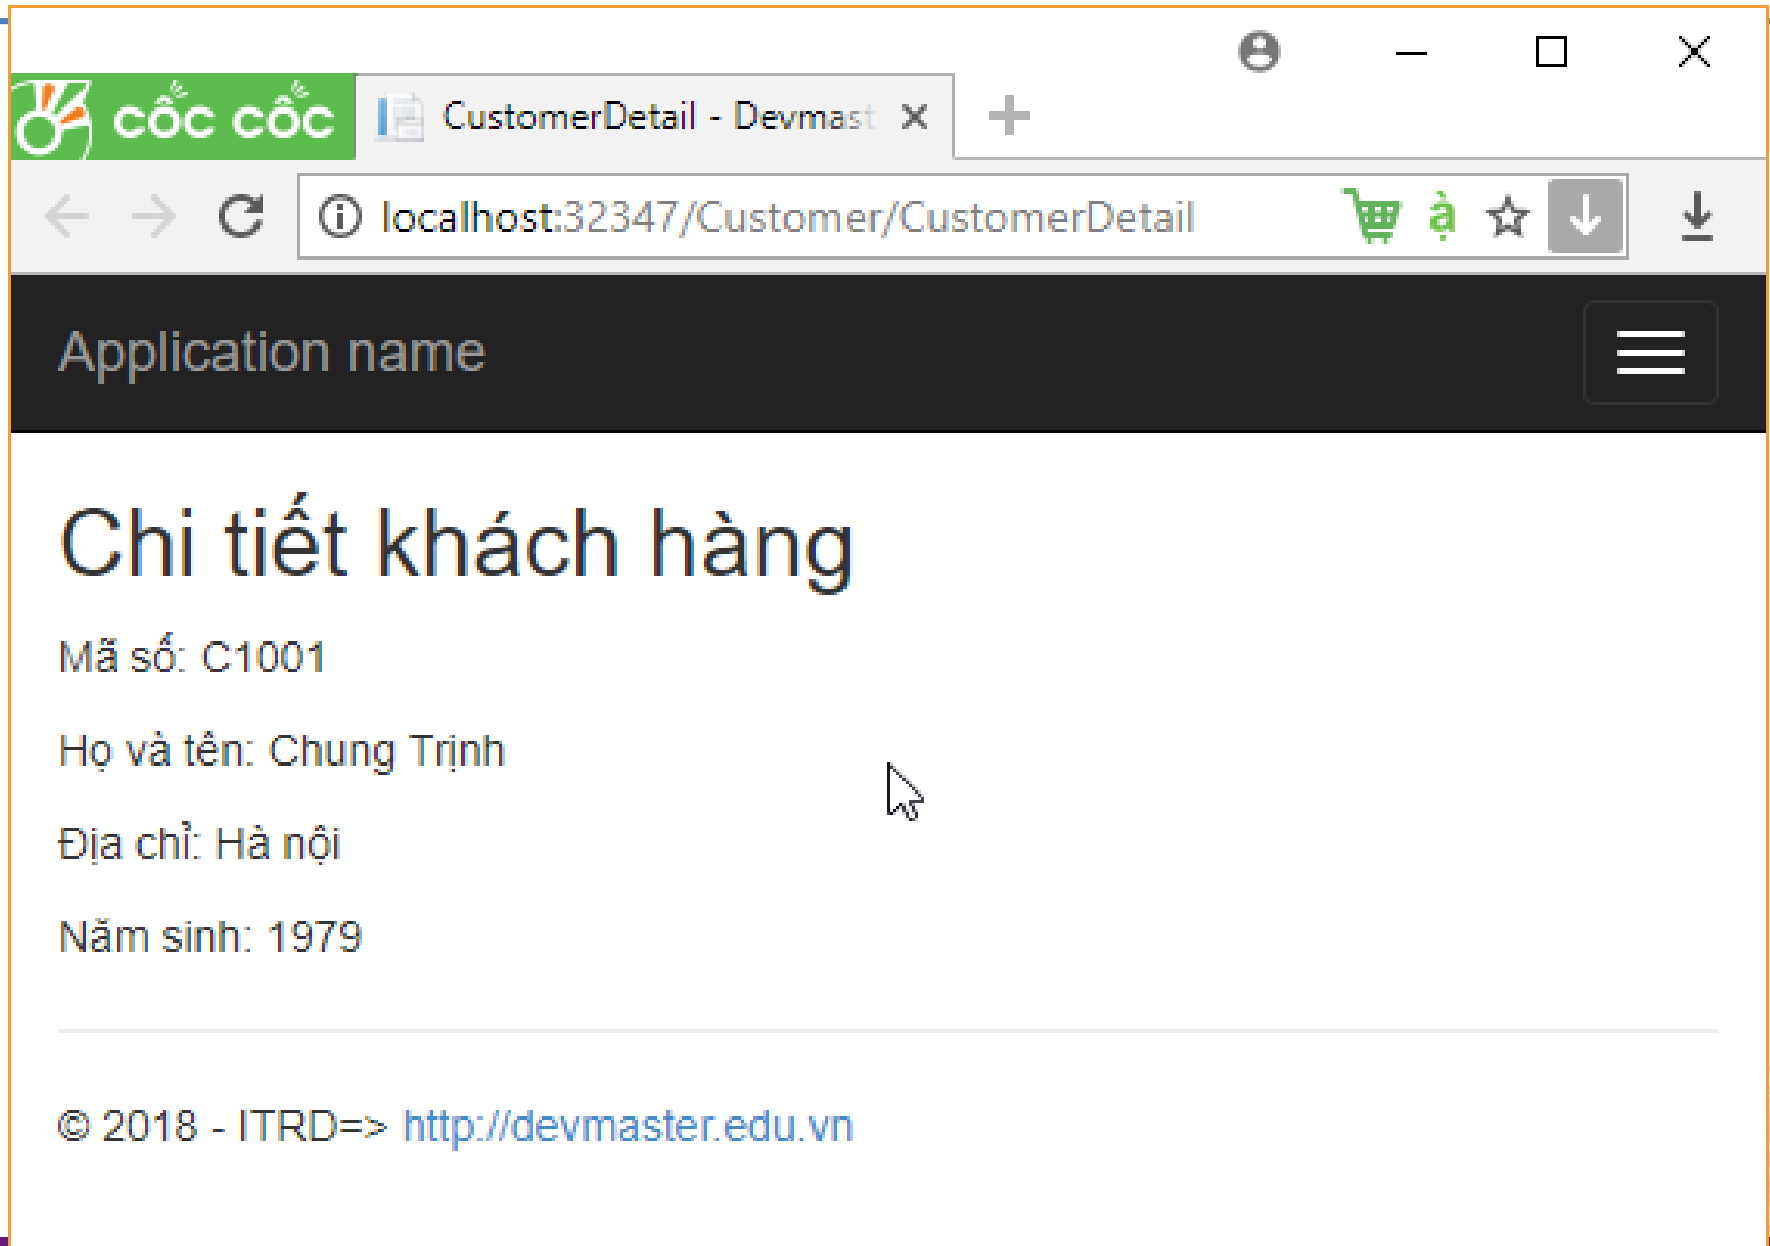 cốc cốc
CustomerDetail - Devmast
localhost:32347/Customer/CustomerDetail
à
Application name
Chi tiết khách hàng
Mã số: C1001
Họ và tên: Chung Trịnh
Địa chỉ: Hà nội
Năm sinh: 1979
© 2018 - ITRD=> http://devmaster.edu.vn